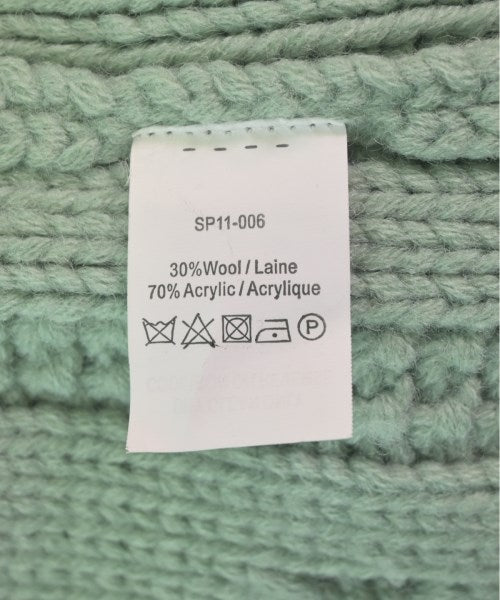 SP11-006
30%Wool / Laine
70% Acrylic / Acrylique
P